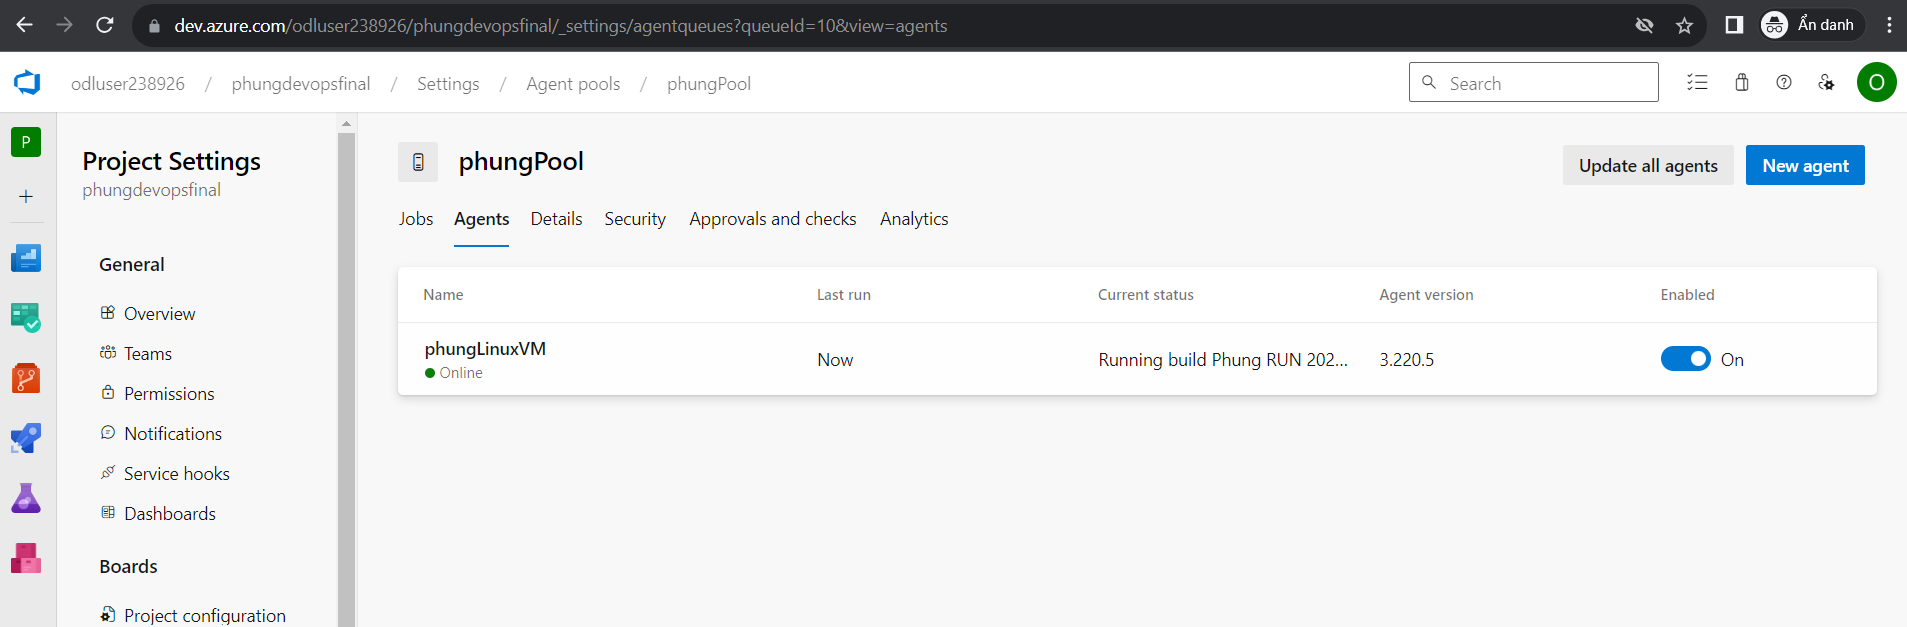 dev.azure.com/odluser238926/phungdevopsfinal/_settings/agentqueues?queueId=10&view=agents
Ẩn danh
odluser238926 / phungdevopsfinal / Settings / Agent pools / phungPool
Search
O
P
Project Settings
phungdevopsfinal
General
Overview
Teams
Permissions
Notifications
Service hooks
Dashboards
Boards
Project configuration
phungPool
Update all agents
New agent
Jobs Agents Details Security Approvals and checks Analytics
Name Last run Current status Agent version Enabled
phungLinuxVM
Online
Now
Running build Phung RUN 202...
3.220.5
On